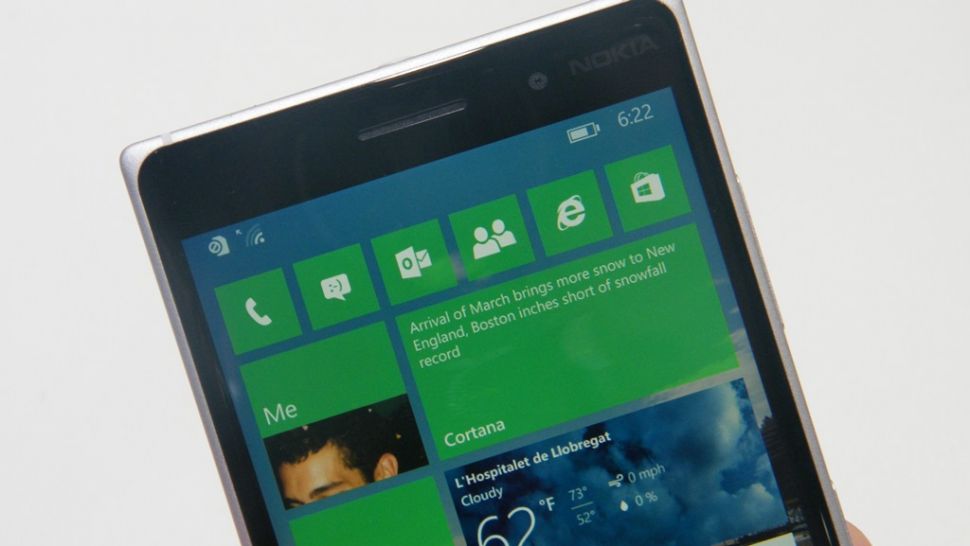 NOKIA
6:22
Arrival of March brings more snow to New
England, Boston inches short of snowfall
record
Cortana
Me
L'Hospitalet de Llobregat
Cloudy
62 °F 73° 0 mph
52° 0 %